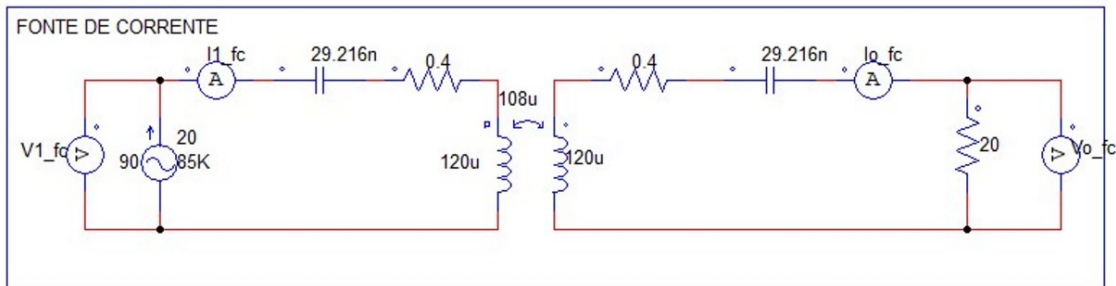 FONTE DE CORRENTE
I1_fc
29.216n
0.4
0.4
29.216n
Io_fc
A
A
108u
V1_fc
V
90
20
85K
120u
120u
20
V
Vo_fc